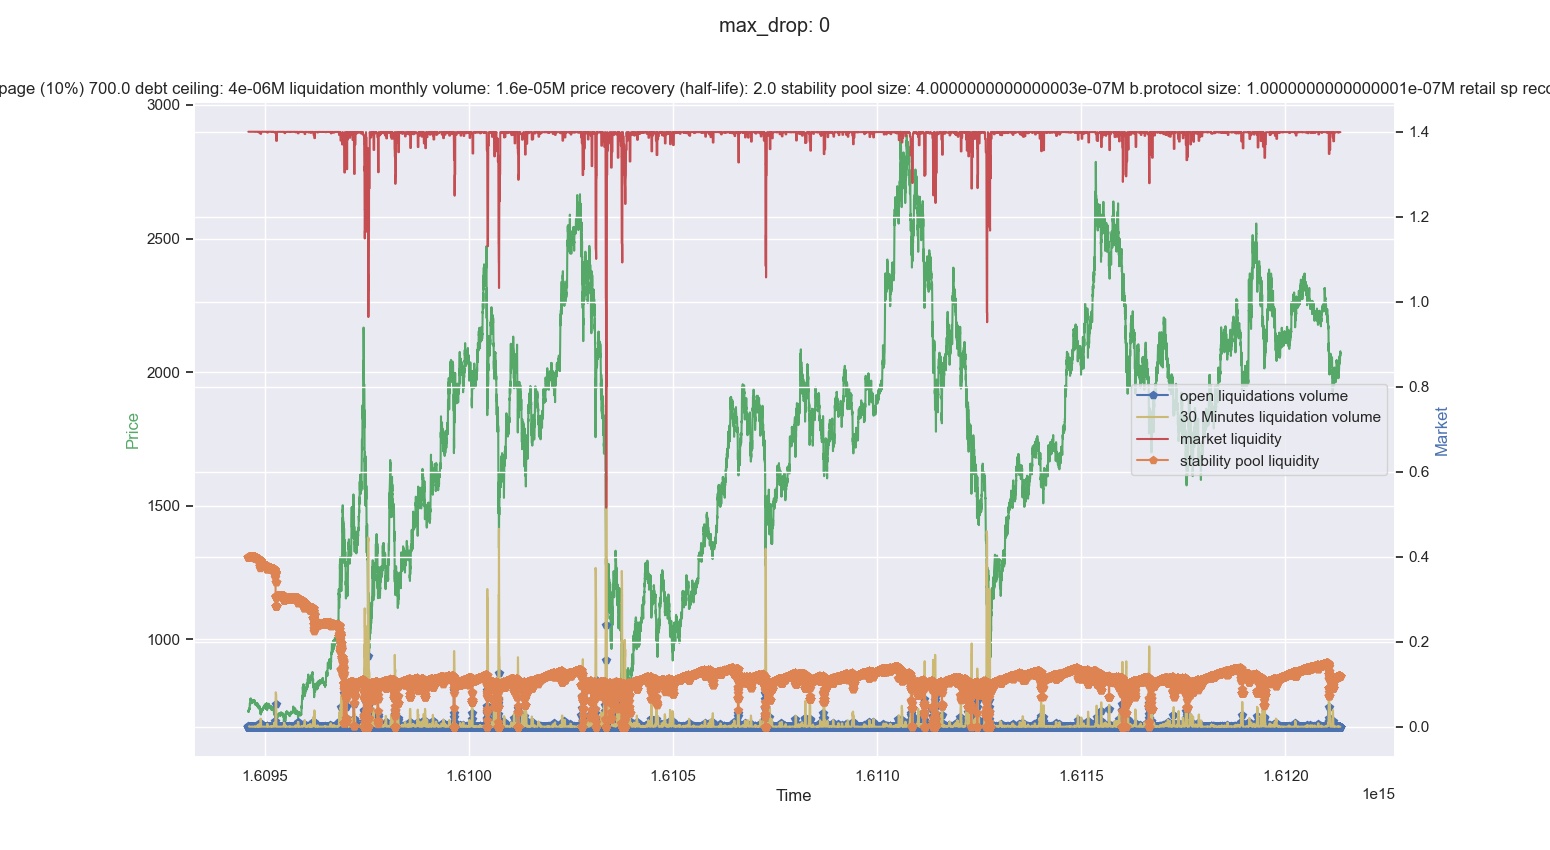 max_drop: 0
page (10%) 700.0 debt ceiling: 4e-06M liquidation monthly volume: 1.6e-05M price recovery (half-life): 2.0 stability pool size: 4.0000000000000003e-07M b.protocol size: 1.0000000000000001e-07M retail sp reco
3000
2500
2000
1500
1000
Price
1.4
1.2
1.0
0.8
0.6
0.4
0.2
0.0
Market
open liquidations volume
30 Minutes liquidation volume
market liquidity
stability pool liquidity
1.6095 1.6100 1.6105 1.6110 1.6115 1.6120
Time
1e15